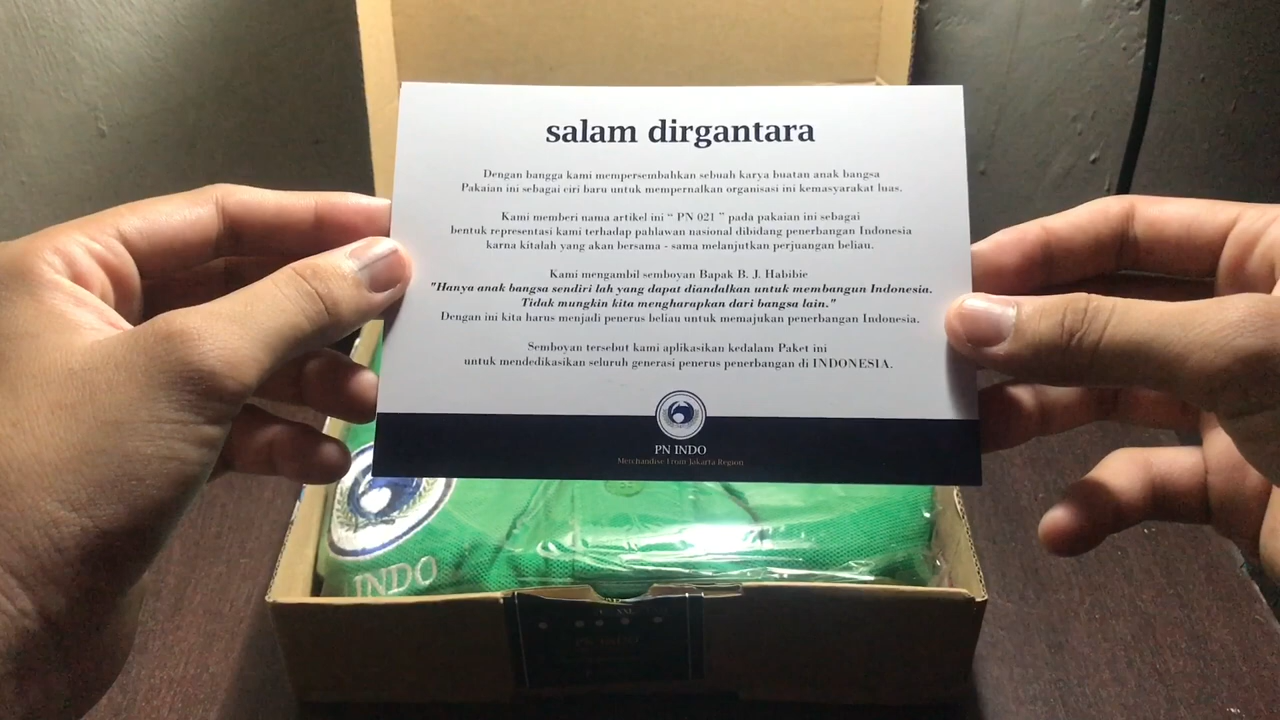 salam dirgantara
Dengan bangga kami mempersembahkan sebuah karya buatan anak bangsa
Pakaian ini sebagai ciri baru untuk mempernalkan organisasi ini kemasyarakat luas.
Kami memberi nama artikel ini “ PN 021 ” pada pakaian ini sebagai
bentuk representasi kami terhadap pahlawan nasional dibidang penerbangan Indonesia
karna kitalah yang akan bersama - sama melanjutkan perjuangan beliau.
Kami mengambil semboyan Bapak B. J. Habibie
"Hanya anak bangsa sendiri lah yang dapat diandalkan untuk membangun Indonesia.
Tidak mungkin kita mengharapkan dari bangsa lain."
Dengan ini kita harus menjadi penerus beliau untuk memajukan penerbangan Indonesia.
Semboyan tersebut kami aplikasikan kedalam Paket ini
untuk mendedikasikan seluruh generasi penerus penerbangan di INDONESIA.
PN INDO
Merchandise From Jakarta Region
INDO